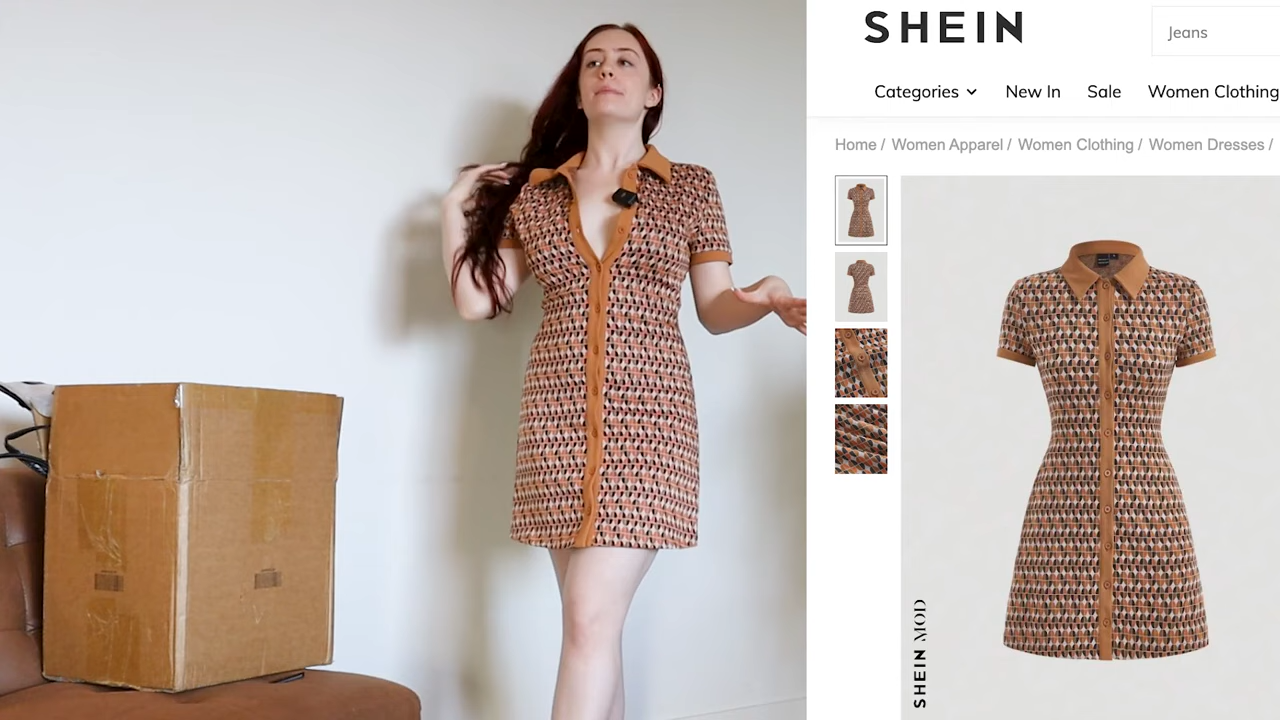 SHEIN
Jeans
Categories
New In
Sale
Women Clothing
Home / Women Apparel / Women Clothing / Women Dresses /
SHEIN MOD